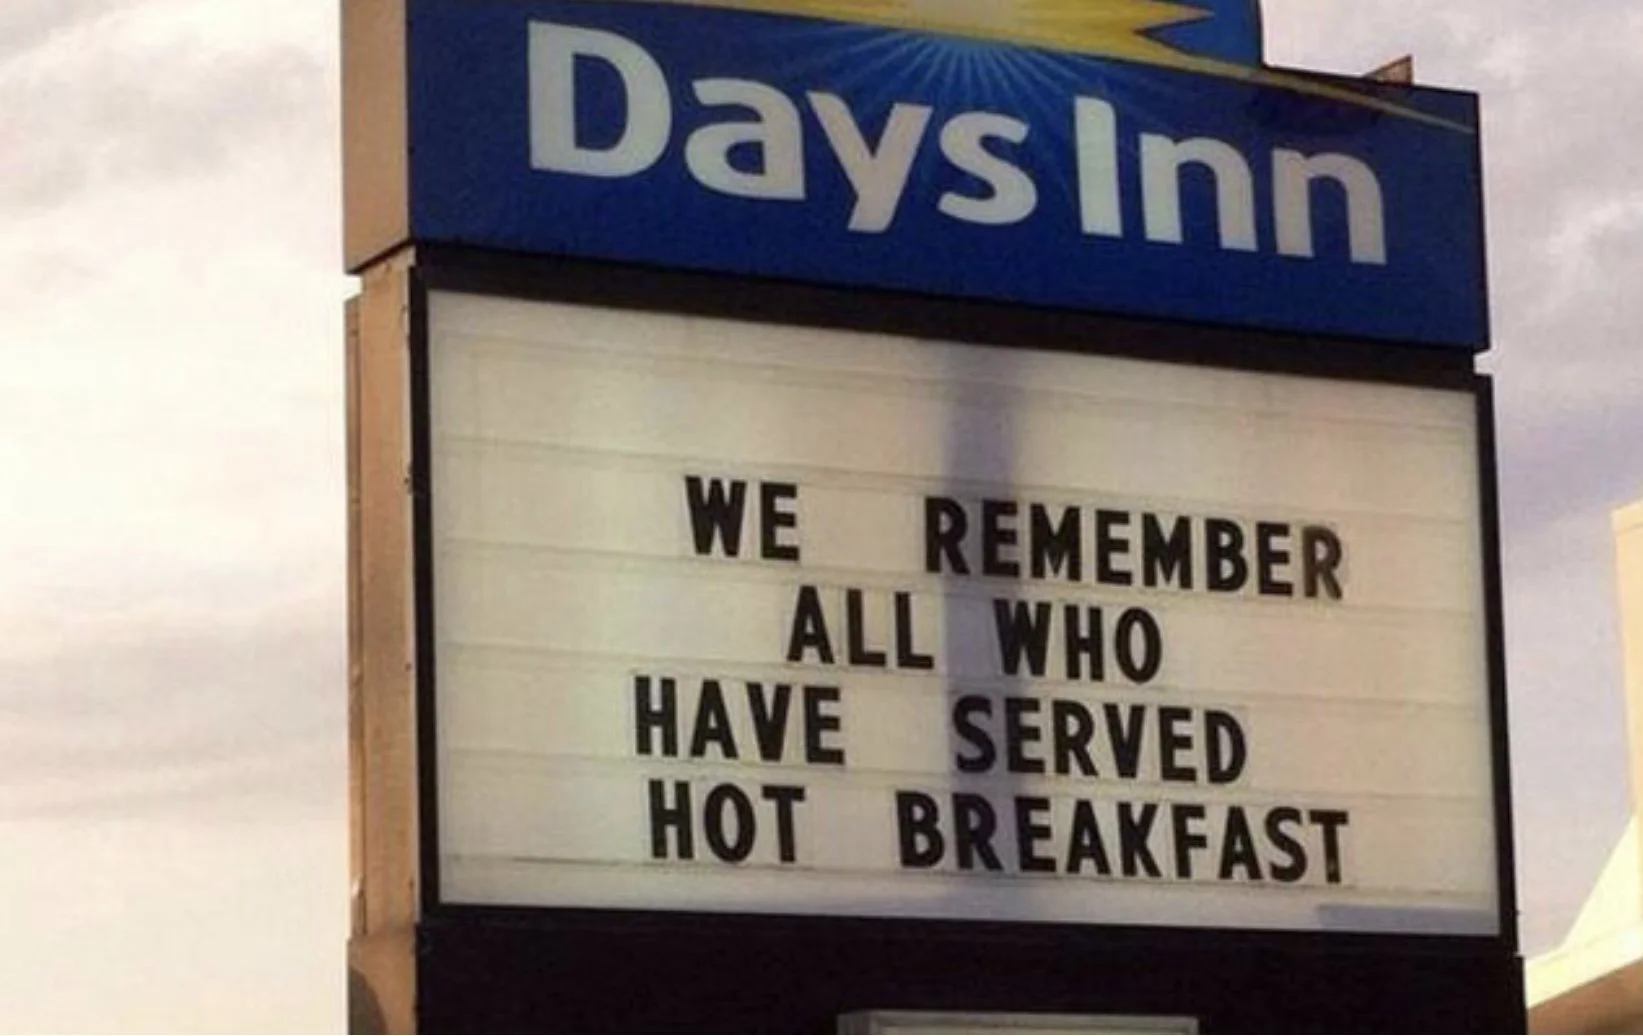 Days Inn
WE REMEMBER
ALL WHO
HAVE SERVED
HOT BREAKFAST